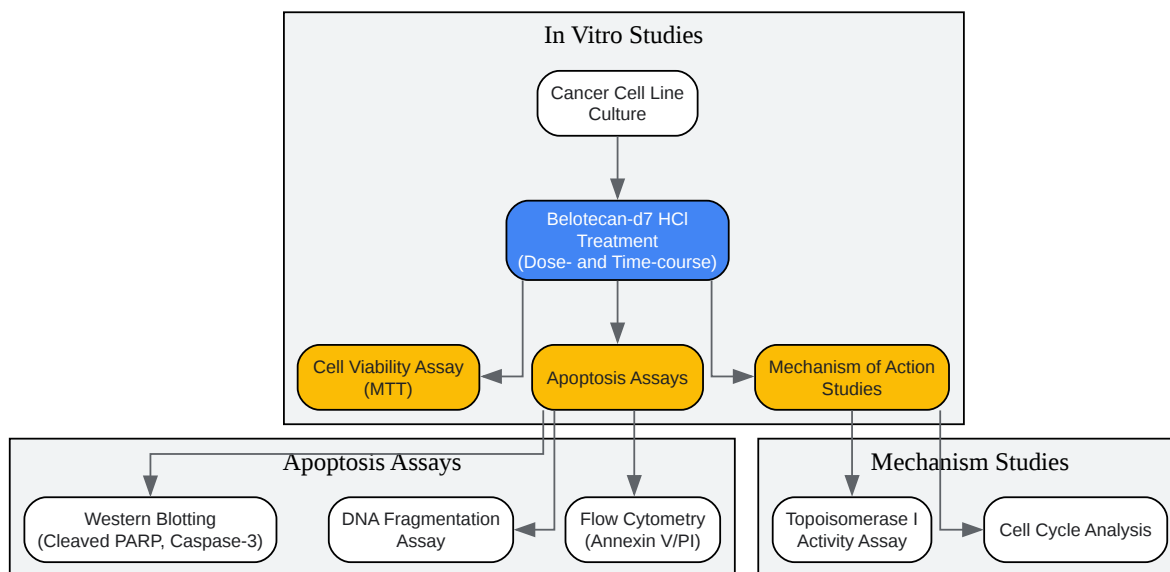 In Vitro Studies
Cancer Cell Line
Culture
Belotecan-d7 HCl
Treatment
(Dose- and Time-course)
Cell Viability Assay
(MTT)
Apoptosis Assays
Mechanism of Action
Studies
Apoptosis Assays
Western Blotting
(Cleaved PARP, Caspase-3)
DNA Fragmentation
Assay
Flow Cytometry
(Annexin V/PI)
Mechanism Studies
Topoisomerase I
Activity Assay
Cell Cycle Analysis